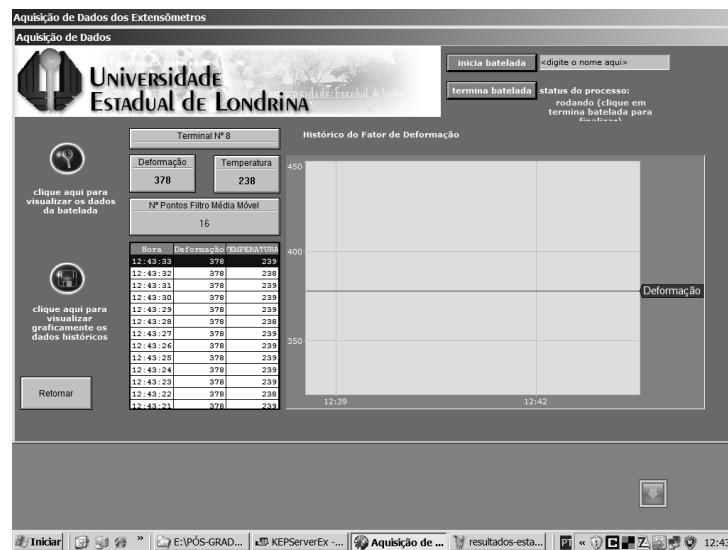 Aquisição de Dados dos Extensômetros
Aquisição de Dados
UNIVERSIDADE
ESTADUAL DE LONDRINA
inicia batelada
<digite o nome aqui>
termina batelada
status do processo:
rodando (clique em
termina batelada para
finalizar)
Terminal Nº 8
Histórico do Fator de Deformação
Deformação
378
Temperatura
238
Nº Pontos Filtro Média Móvel
16
clique aqui para
visualizar os dados
da batelada
Hora Deformação TEMPERATURA
12:43:33 378 239
12:43:32 378 238
12:43:31 378 239
12:43:30 378 239
12:43:29 378 239
12:43:28 378 238
12:43:27 378 239
12:43:26 378 239
12:43:25 378 239
12:43:24 378 239
12:43:23 378 239
12:43:22 378 238
12:43:21 378 239
clique aqui para
visualizar
graficamente os
dados históricos
Retornar
450
400
350
Deformação
12:39
12:42
Iniciar
E:\PÓS-GRAD...
KEPServerEx -...
Aquisição de ...
resultados-esta...
PT
12:43